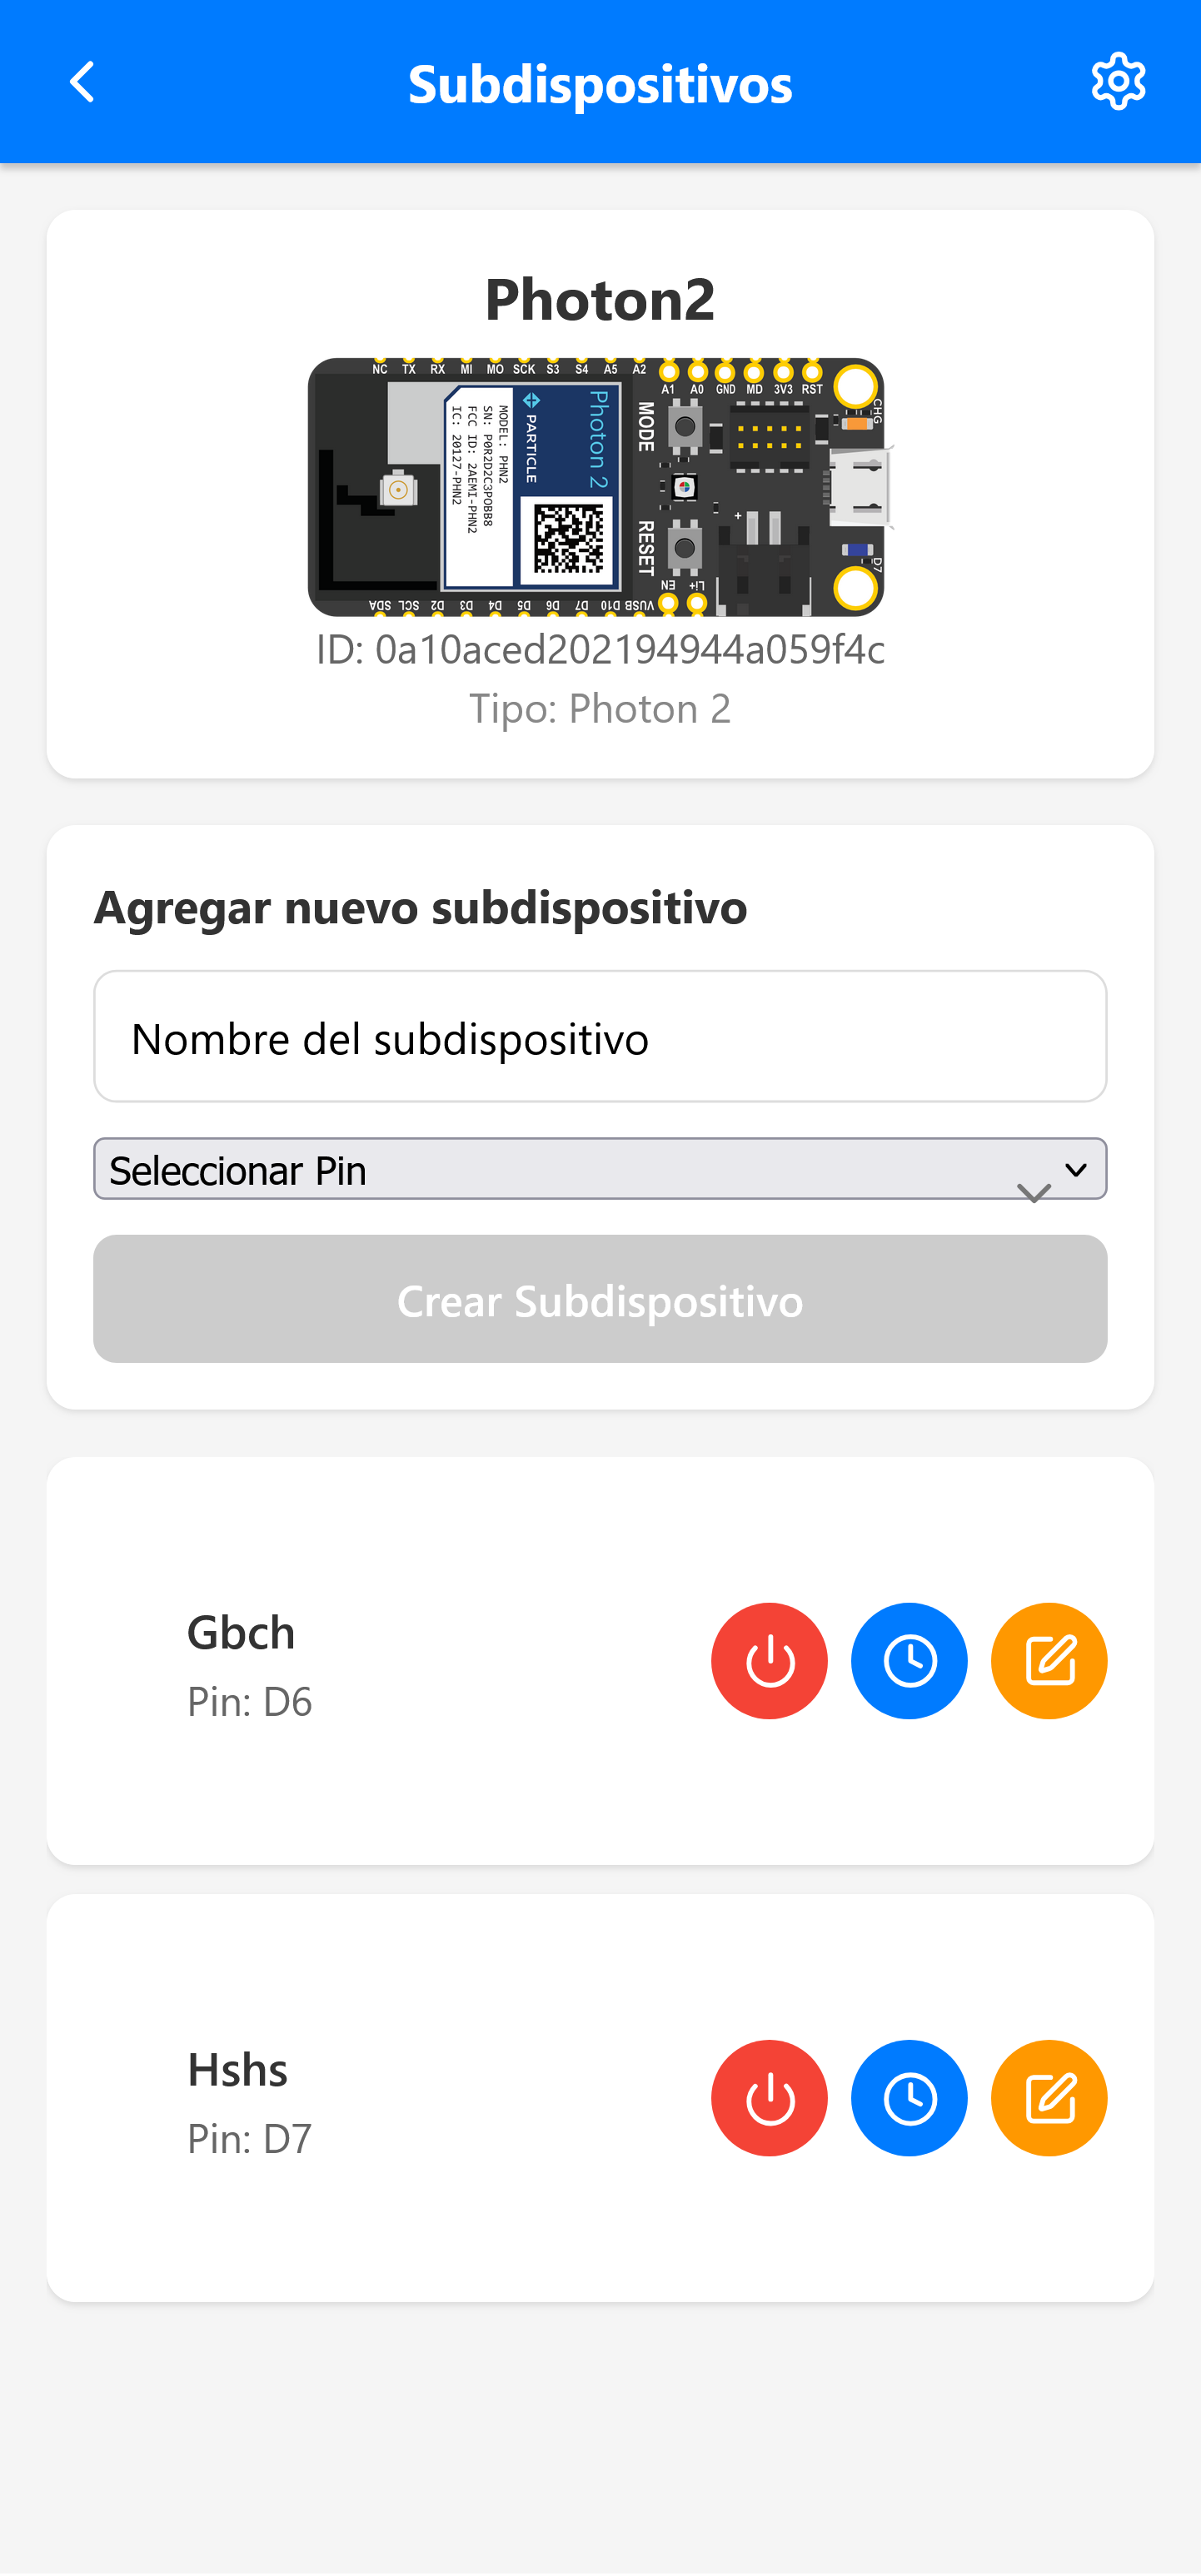 Subdispositivos
Photon2
NC TX RX MI MO SCK S3 S4 A5 A2
A1 A0 GND MD 3V3 RST
CHG
MODE
Photon 2
PARTICLE
MODEL: PHN2
SN: P0R2D2C3POBB8
FCC ID: 2AEMI-PHN2
IC: 20127-PHN2
RESET
+
D7
EN Li+
SDA SCL D2 D3 D4 D5 D6 D7 D10 VUSB
ID: 0a10aced202194944a059f4c
Tipo: Photon 2
Agregar nuevo subdispositivo
Nombre del subdispositivo
Seleccionar Pin
Crear Subdispositivo
Gbch
Pin: D6
Hshs
Pin: D7